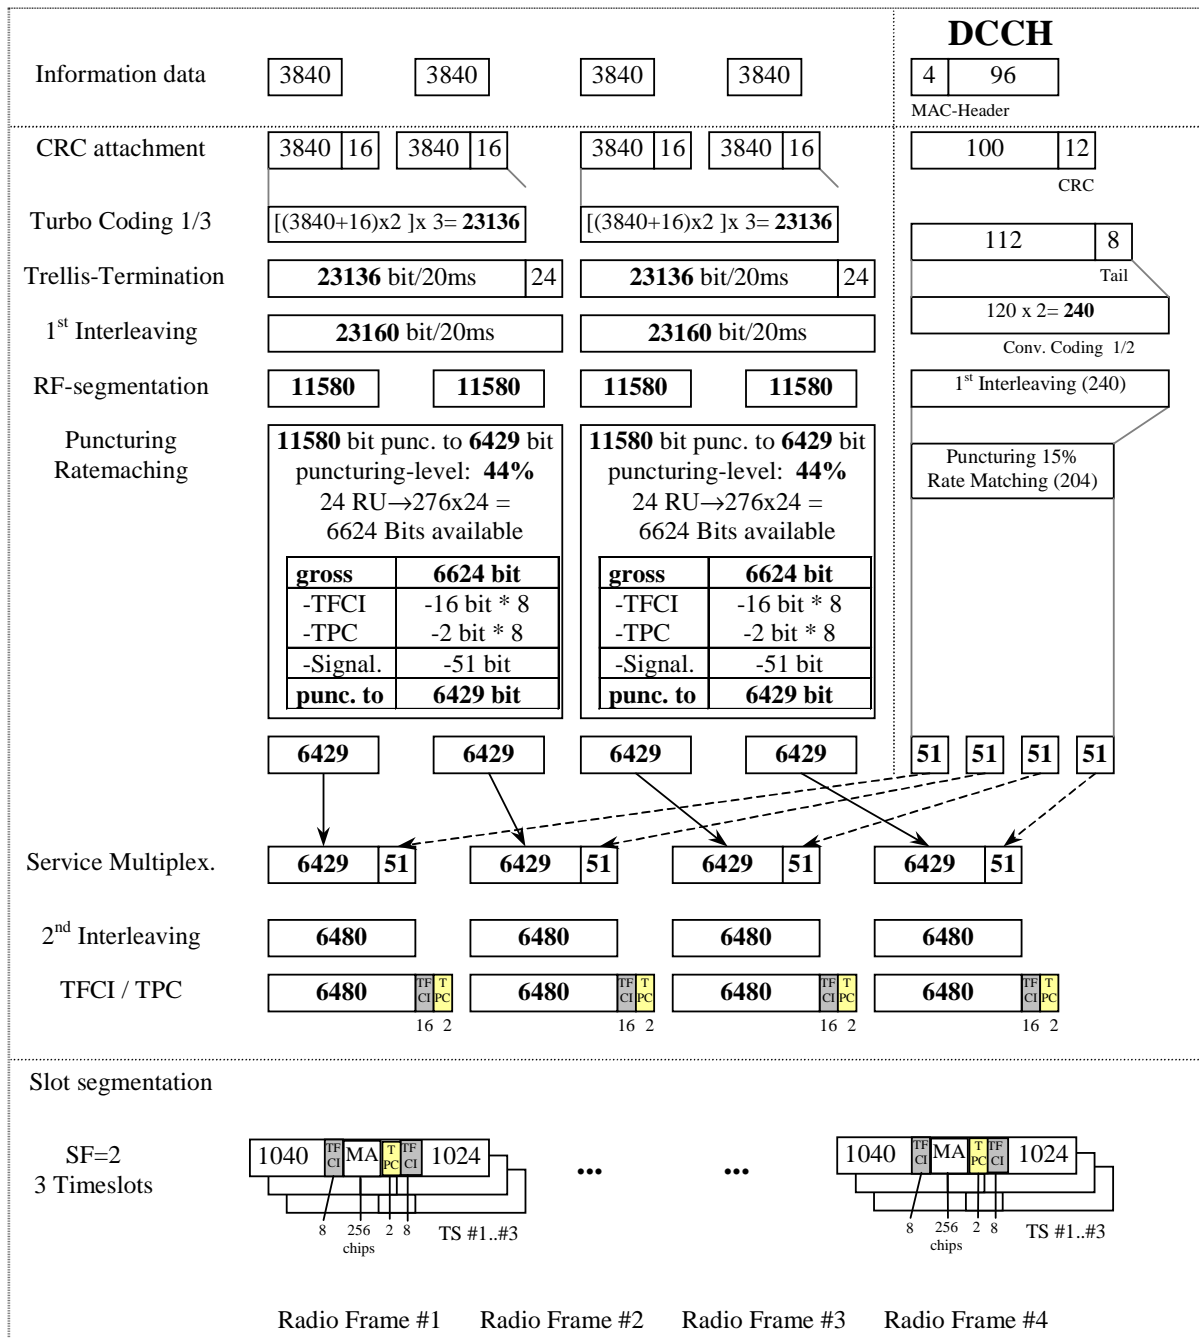 DCCH
Information data 3840 3840 3840 3840 4 96
MAC-Header
CRC attachment 3840 16 3840 16 3840 16 3840 16 100 12
CRC
Turbo Coding 1/3 [(3840+16)x2 ]x 3= 23136 [(3840+16)x2 ]x 3= 23136
112 8
Trellis-Termination 23136 bit/20ms 24 23136 bit/20ms 24
Tail
120 x 2= 240
1st Interleaving 23160 bit/20ms 23160 bit/20ms
Conv. Coding 1/2
RF-segmentation 11580 11580 11580 11580
1st Interleaving (240)
Puncturing
Ratemaching
11580 bit punc. to 6429 bit
puncturing-level: 44%
24 RU→276x24 =
6624 Bits available
gross 6624 bit
-TFCI -16 bit * 8
-TPC -2 bit * 8
-Signal. -51 bit
punc. to 6429 bit
11580 bit punc. to 6429 bit
puncturing-level: 44%
24 RU→276x24 =
6624 Bits available
gross 6624 bit
-TFCI -16 bit * 8
-TPC -2 bit * 8
-Signal. -51 bit
punc. to 6429 bit
Puncturing 15%
Rate Matching (204)
6429 6429 6429 6429 51 51 51 51
Service Multiplex. 6429 51 6429 51 6429 51 6429 51
2nd Interleaving 6480 6480 6480 6480
TFCI / TPC 6480 TF CI T PC 6480 TF CI T PC 6480 TF CI T PC 6480 TF CI T PC
16 2 16 2 16 2 16 2
Slot segmentation
SF=2
3 Timeslots
1040 TF CI MA T PC TF CI 1024 ... ... 1040 TF CI MA T PC TF CI 1024
8 256 2 8 TS #1..#3 8 256 2 8 TS #1..#3
chips chips
Radio Frame #1 Radio Frame #2 Radio Frame #3 Radio Frame #4